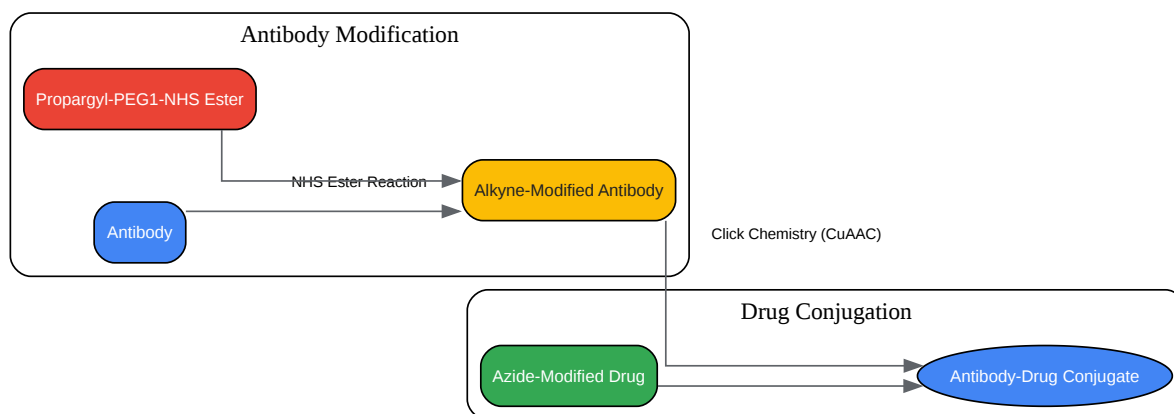 Antibody Modification
Propargyl-PEG1-NHS Ester
NHS Ester Reaction
Alkyne-Modified Antibody
Antibody
Click Chemistry (CuAAC)
Drug Conjugation
Azide-Modified Drug
Antibody-Drug Conjugate